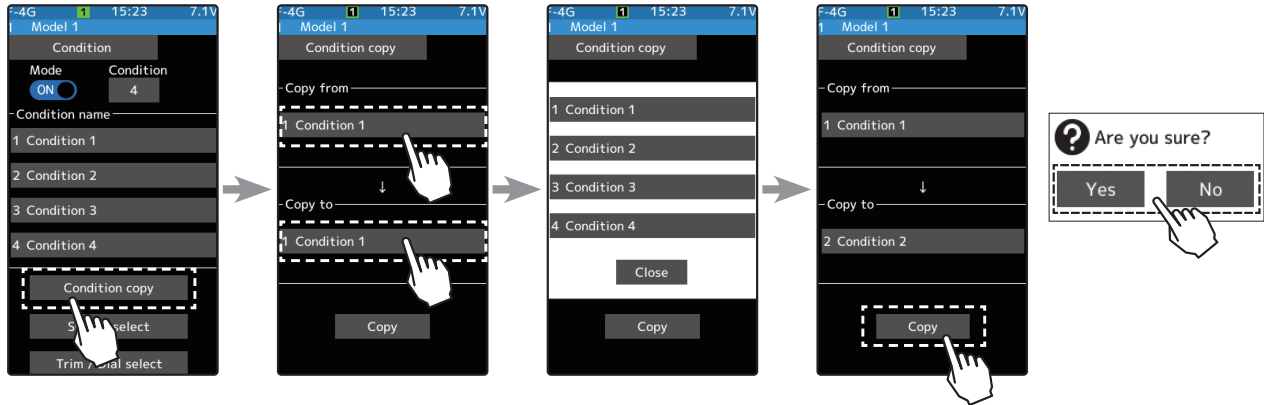 F-4G 1 15:23 7.1V
1 Model 1
Condition
Mode Condition
ON 4
Condition name
1 Condition 1
2 Condition 2
3 Condition 3
4 Condition 4
Condition copy
select
Trim / Dial select
F-4G 1 15:23 7.1V
1 Model 1
Condition copy
Copy from
1 Condition 1
↓
Copy to
1 Condition 1
Copy
F-4G 1 15:23 7.1V
1 Model 1
Condition copy
1 Condition 1
2 Condition 2
3 Condition 3
4 Condition 4
Close
Copy
F-4G 1 15:23 7.1V
1 Model 1
Condition copy
Copy from
1 Condition 1
↓
Copy to
2 Condition 2
Copy
? Are you sure?
Yes No